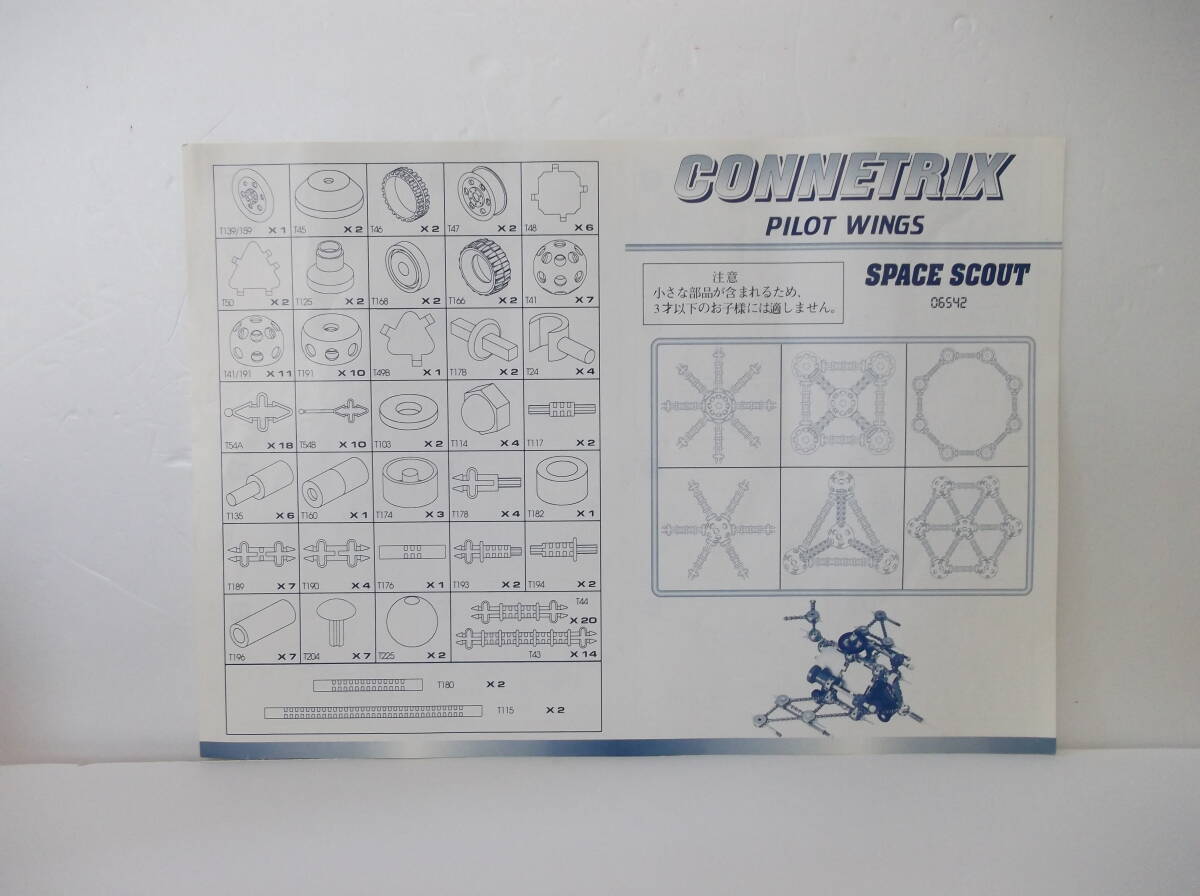 T139/159 X 1
T45 X 2
T46 X 2
T47 X 2
T48 X 6
T50 X 2
T125 X 2
T168 X 2
T166 X 2
T41 X 7
T41/191 X 11
T191 X 10
T49B X 1
T17B X 2
T24 X 4
T54A X 18
T54B X 10
T103 X 2
T114 X 4
T117 X 2
T135 X 6
T160 X 1
T174 X 3
T178 X 4
T182 X 1
T189 X 7
T190 X 4
T176 X 1
T193 X 2
T194 X 2
T196 X 7
T204 X 7
T225 X 2
T44
X 20
T43 X 14
T180 X 2
T115 X 2
CONNETRIX
PILOT WINGS
注意
小さな部品が含まれるため、
3才以下のお子様には適しません。
SPACE SCOUT
06542